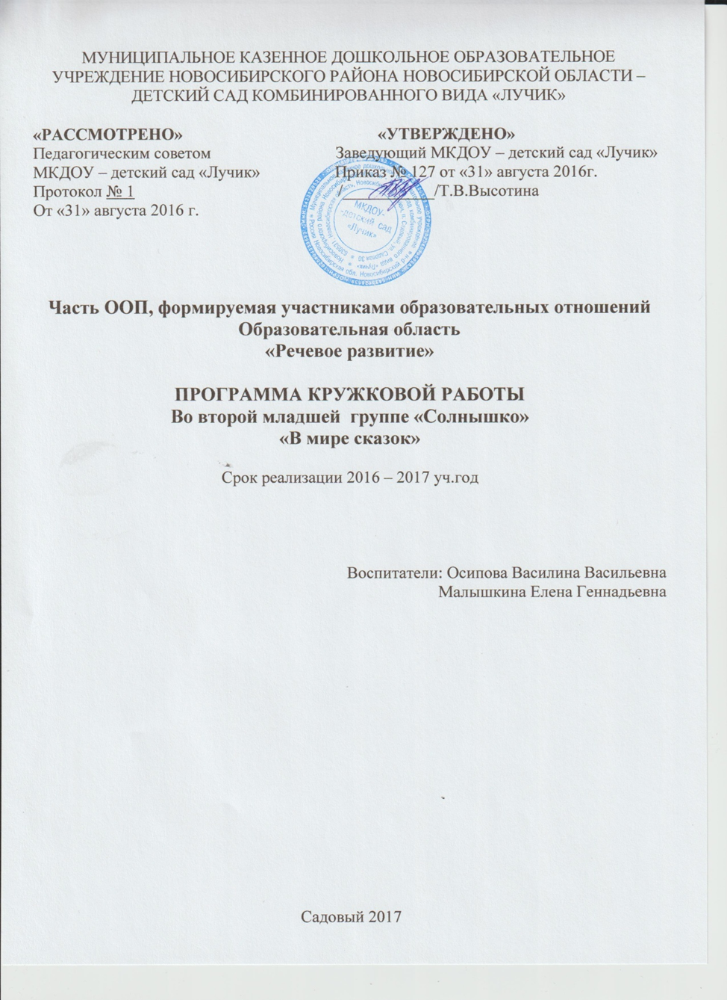 МУНИЦИПАЛЬНОЕ КАЗЕННОЕ ДОШКОЛЬНОЕ ОБРАЗОВАТЕЛЬНОЕ
УЧРЕЖДЕНИЕ НОВОСИБИРСКОГО РАЙОНА НОВОСИБИРСКОЙ ОБЛАСТИ –
ДЕТСКИЙ САД КОМБИНИРОВАННОГО ВИДА «ЛУЧИК»
«РАССМОТРЕНО»
Педагогическим советом
МКДОУ – детский сад «Лучик»
Протокол № 1
От «31» августа 2016 г.
«УТВЕРЖДЕНО»
Заведующий МКДОУ – детский сад «Лучик»
Приказ № 127 от «31» августа 2016г.
/___________/Т.В.Высотина
МКДОУ-
-детский сад
«Лучик»
Часть ООП, формируемая участниками образовательных отношений
Образовательная область
«Речевое развитие»
ПРОГРАММА КРУЖКОВОЙ РАБОТЫ
Во второй младшей  группе «Солнышко»
«В мире сказок»
Срок реализации 2016 – 2017 уч.год
Воспитатели: Осипова Василина Васильевна
Малышкина Елена Геннадьевна
Садовый 2017